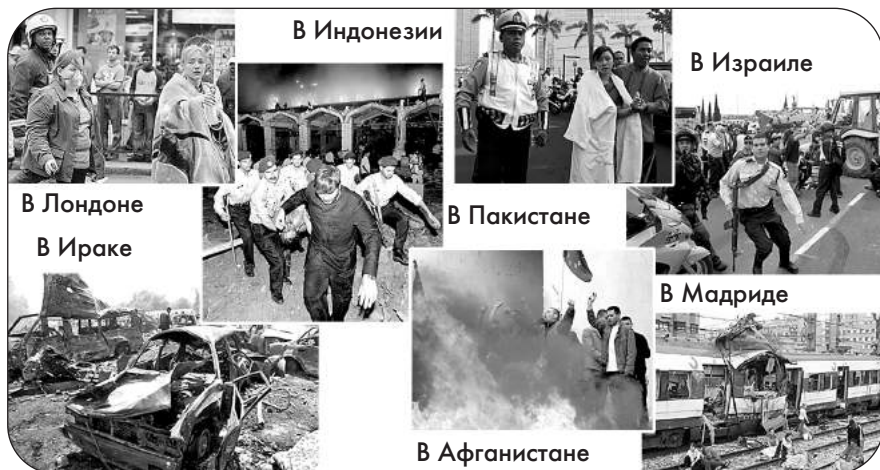 В Индонезии
В Израиле
В Лондоне
В Пакистане
В Ираке
В Мадриде
В Афганистане